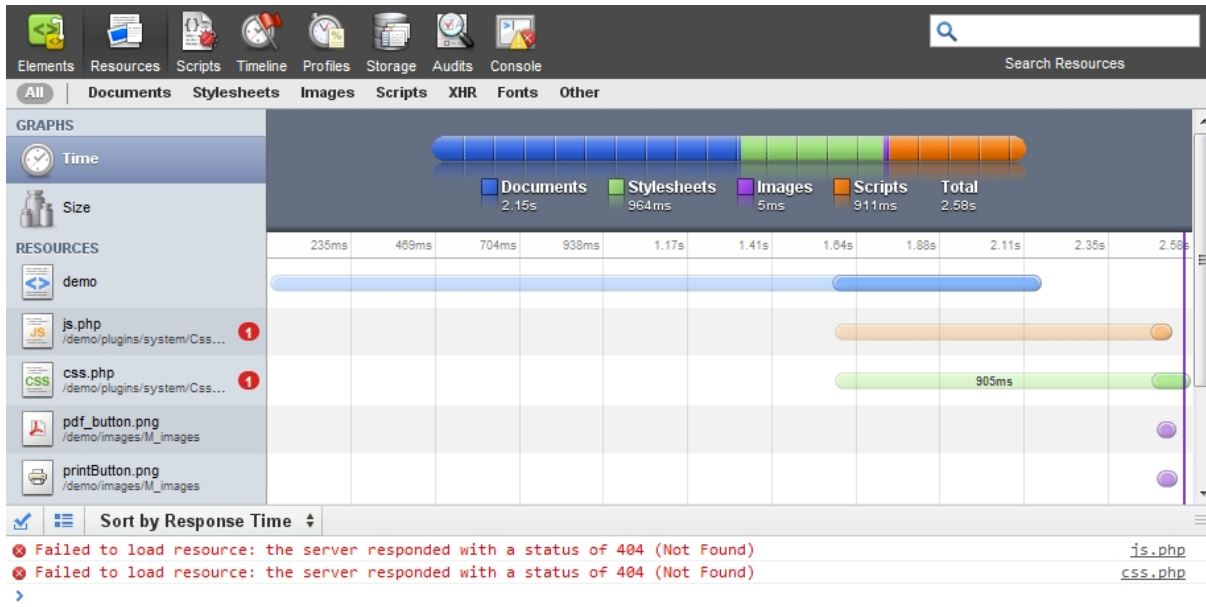 Elements Resources Scripts Timeline Profiles Storage Audits Console
Search Resources
All Documents Stylesheets Images Scripts XHR Fonts Other
GRAPHS
Time
Size
Documents Stylesheets Images Scripts Total
2.15s 964ms 5ms 911ms 2.58s
RESOURCES
235ms 469ms 704ms 938ms 1.17s 1.41s 1.64s 1.88s 2.11s 2.35s 2.58s
demo
JS
js.php
/demo/plugins/system/Css...
1
CSS
css.php
/demo/plugins/system/Css...
1
905ms
pdf_button.png
/demo/images/M_images
printButton.png
/demo/images/M_images
Sort by Response Time
Failed to load resource: the server responded with a status of 404 (Not Found) js.php
Failed to load resource: the server responded with a status of 404 (Not Found) css.php
>